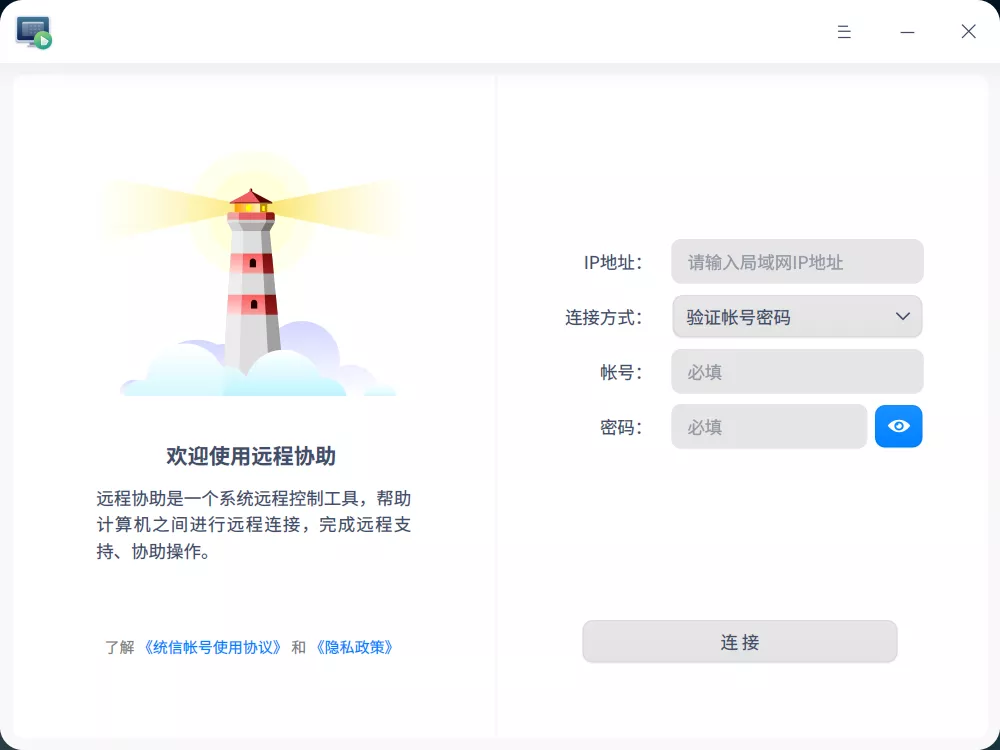 欢迎使用远程协助
远程协助是一个系统远程控制工具，帮助
计算机之间进行远程连接，完成远程支
持、协助操作。
了解《统信帐号使用协议》和《隐私政策》
IP地址： 请输入局域网IP地址
连接方式： 验证帐号密码
帐号： 必填
密码： 必填
连接